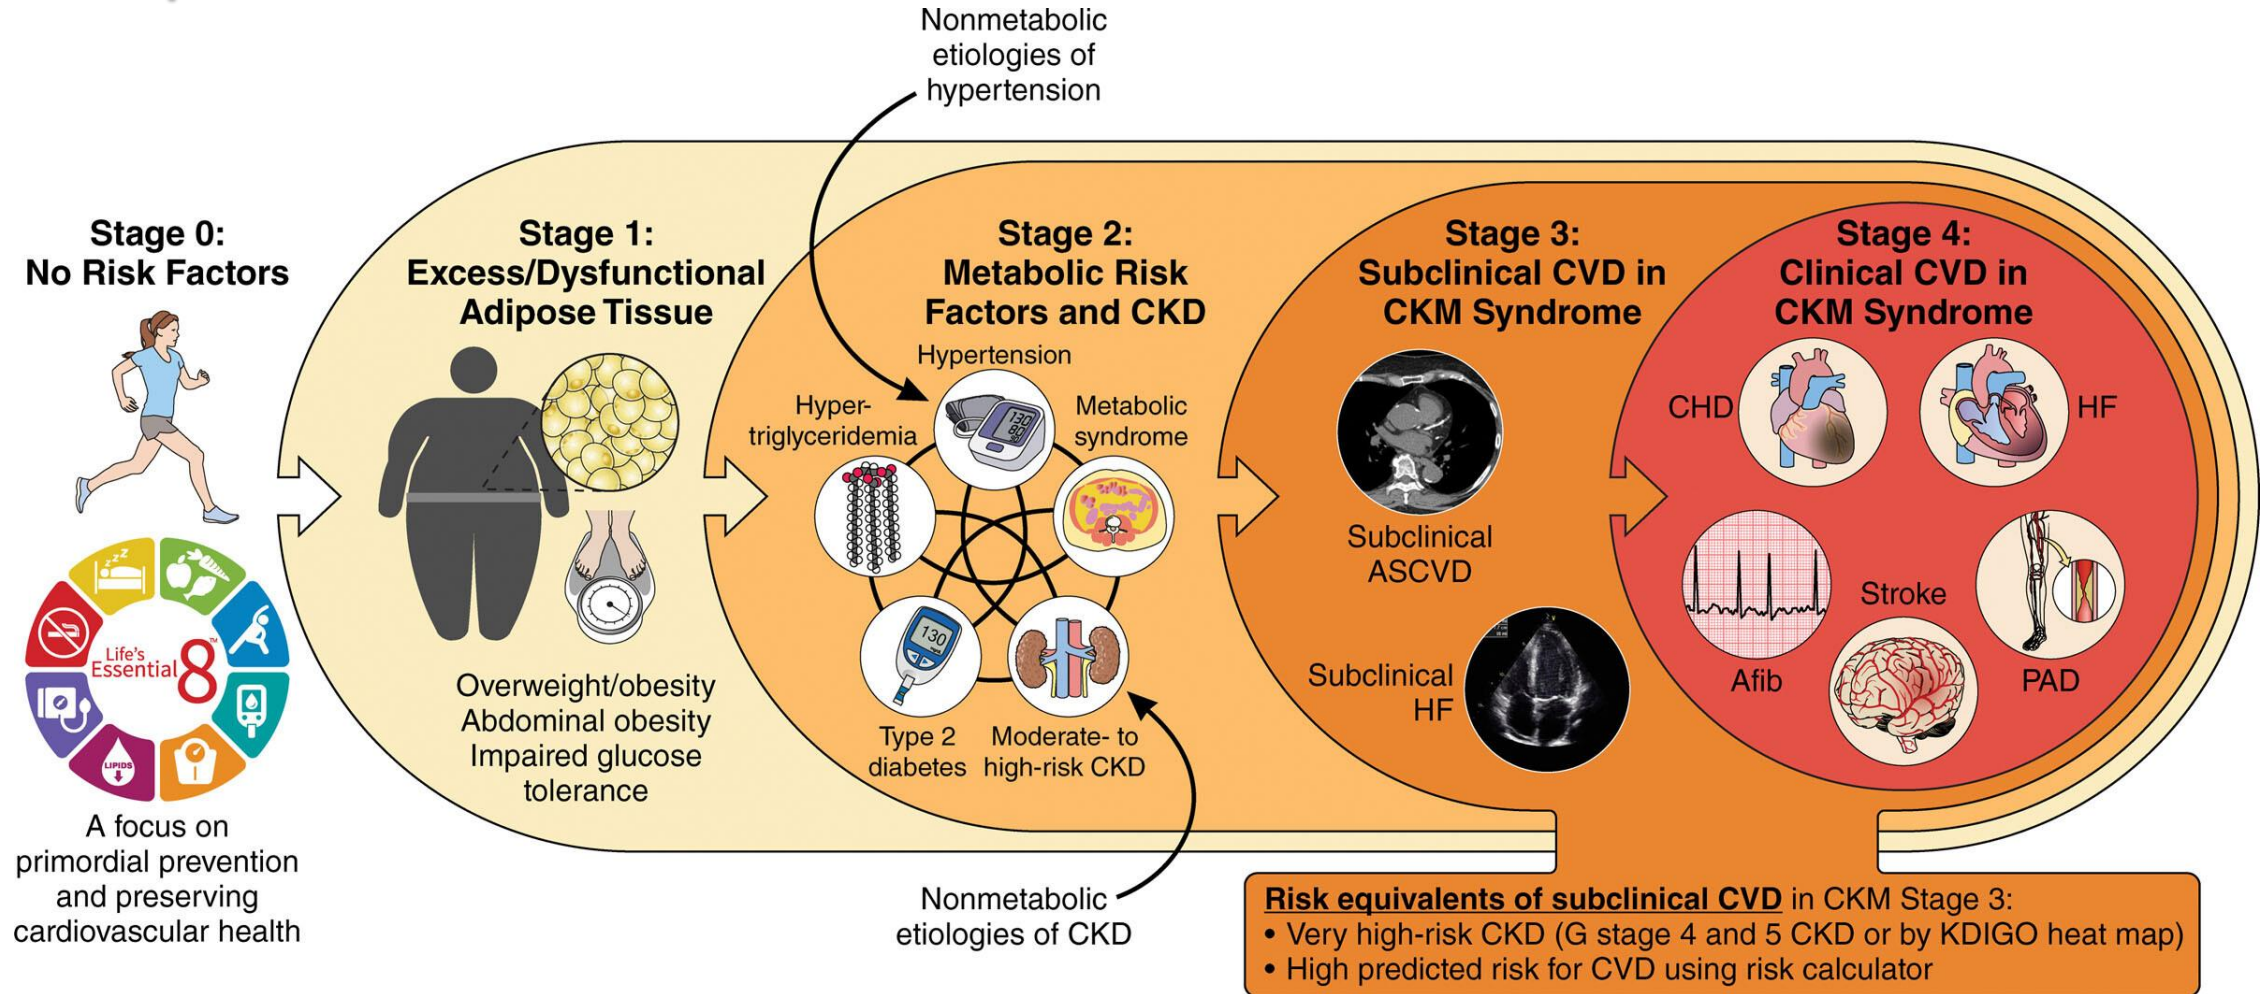 Nonmetabolic
etiologies of
hypertension
Stage 0:
No Risk Factors
Life's
Essential 8™
LIPIDS
A focus on
primordial prevention
and preserving
cardiovascular health
Stage 1:
Excess/Dysfunctional
Adipose Tissue
Overweight/obesity
Abdominal obesity
Impaired glucose
tolerance
Stage 2:
Metabolic Risk
Factors and CKD
Hypertension
130
80
Hyper-
triglyceridemia
Metabolic
syndrome
130
Type 2
diabetes
Moderate- to
high-risk CKD
Nonmetabolic
etiologies of CKD
Stage 3:
Subclinical CVD in
CKM Syndrome
Subclinical
ASCVD
Subclinical
HF
Stage 4:
Clinical CVD in
CKM Syndrome
CHD
HF
Afib
Stroke
PAD
Risk equivalents of subclinical CVD in CKM Stage 3:
• Very high-risk CKD (G stage 4 and 5 CKD or by KDIGO heat map)
• High predicted risk for CVD using risk calculator